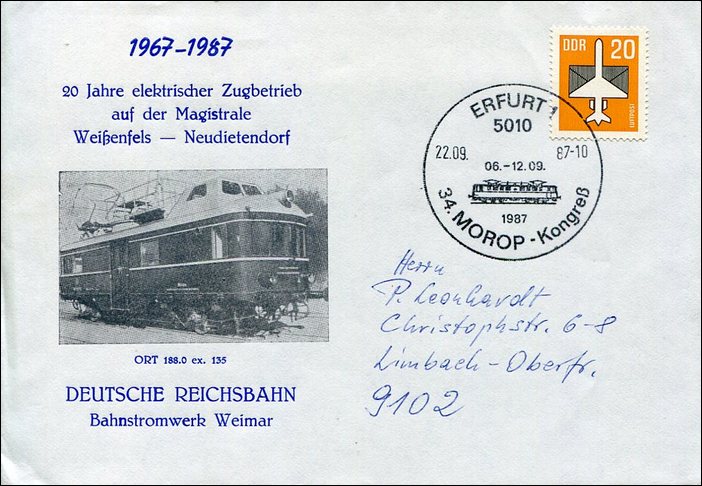 1967-1987
20 Jahre elektrischer Zugbetrieb
auf der Magistrale
Weißenfels — Neudietendorf
ORT 188.0 ex. 135
DEUTSCHE REICHSBAHN
Bahnstromwerk Weimar
DDR 20
LUFTPOST
ERFURT 1
5010
22.09. 87-10
06.-12.09.
1987
34. MOROP - Kongreß
Herrn
P. Leonhardt
Christophstr. 6-8
Limbach-Oberfr.
9102